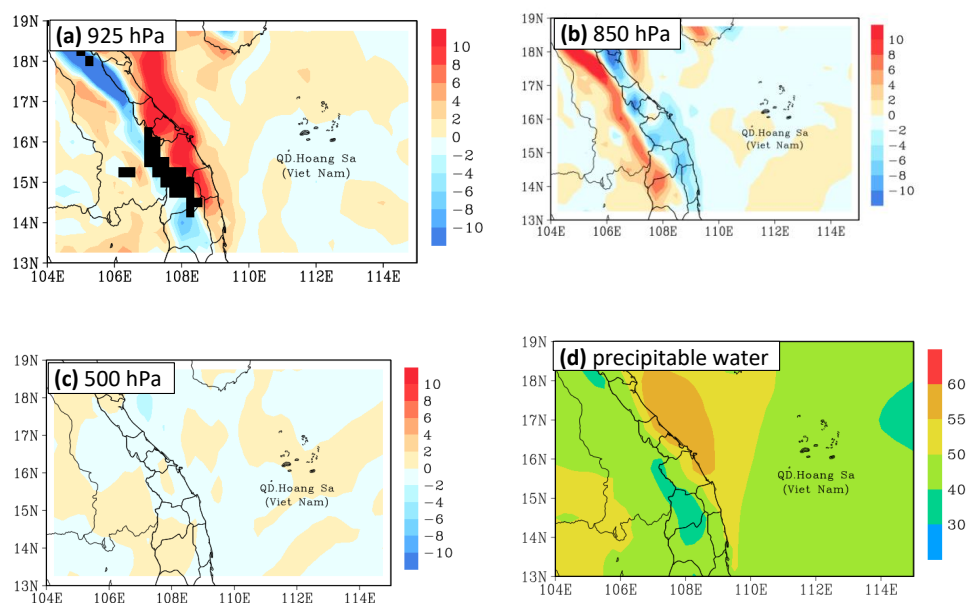 (a) 925 hPa
19N
18N
17N
16N
15N
14N
13N
104E 106E 108E 110E 112E 114E
QĐ.Hoang Sa
(Viet Nam)
10
8
6
4
2
0
−2
−4
−6
−8
−10
(b) 850 hPa
19N
18N
17N
16N
15N
14N
13N
104E 106E 108E 110E 112E 114E
QĐ.Hoang Sa
(Viet Nam)
10
8
6
4
2
0
−2
−4
−6
−8
−10
(c) 500 hPa
19N
18N
17N
16N
15N
14N
13N
104E 106E 108E 110E 112E 114E
QĐ.Hoang Sa
(Viet Nam)
10
8
6
4
2
0
−2
−4
−6
−8
−10
(d) precipitable water
19N
18N
17N
16N
15N
14N
13N
104E 106E 108E 110E 112E 114E
QĐ.Hoang Sa
(Viet Nam)
60
55
50
45
40
30